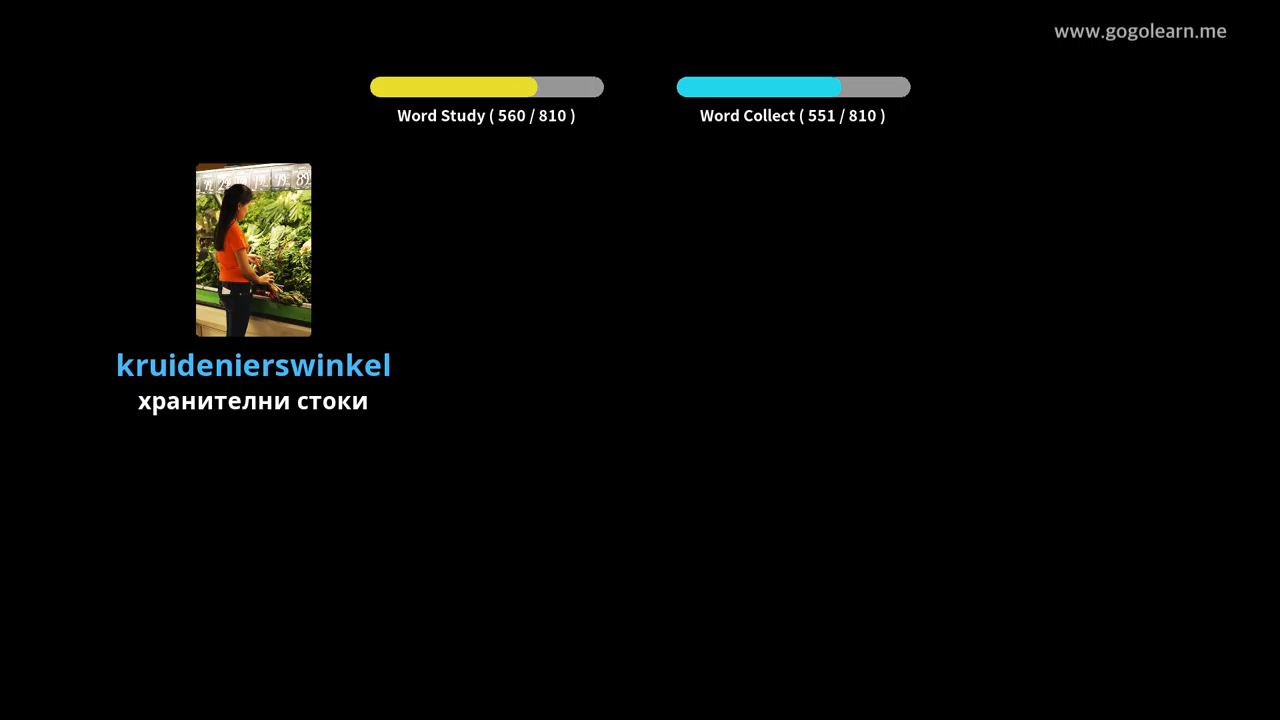 www.gogolearn.me
Word Study ( 560 / 810 )
Word Collect ( 551 / 810 )
kruidenierswinkel
хранителни стоки